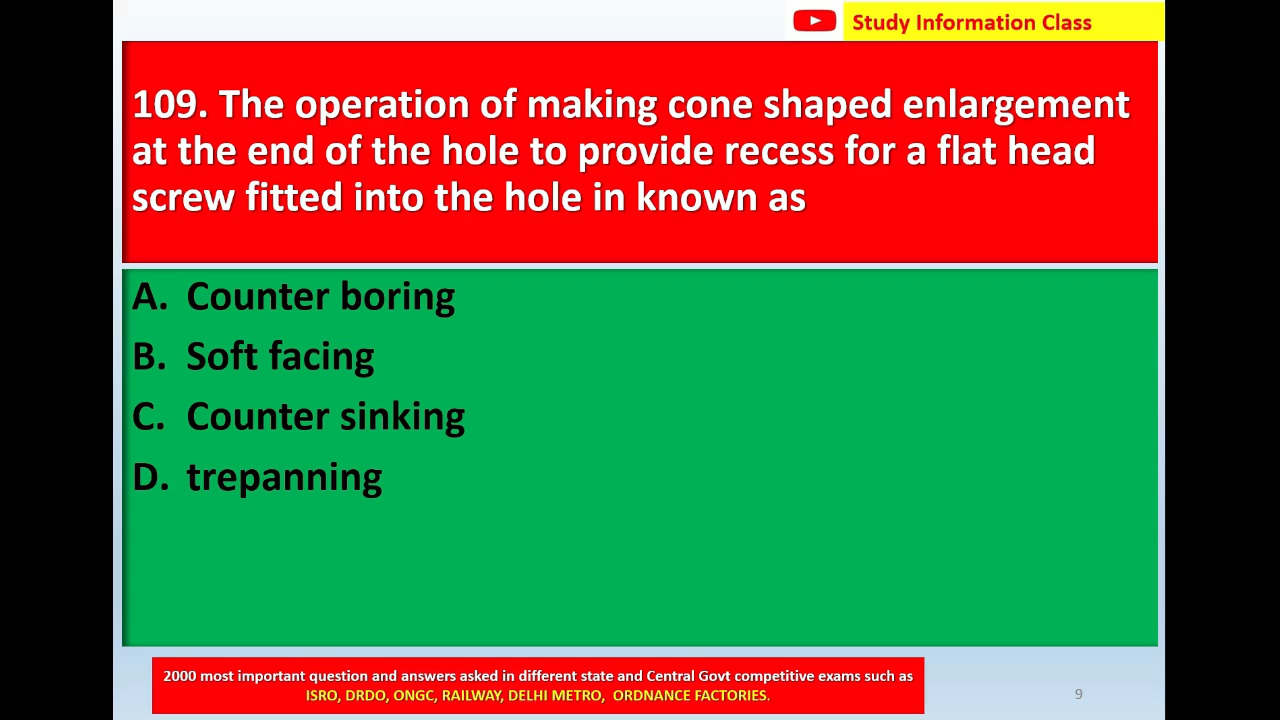 Study Information Class
109. The operation of making cone shaped enlargement
at the end of the hole to provide recess for a flat head
screw fitted into the hole in known as
A. Counter boring
B. Soft facing
C. Counter sinking
D. trepanning
2000 most important question and answers asked in different state and Central Govt competitive exams such as
ISRO, DRDO, ONGC, RAILWAY, DELHI METRO, ORDNANCE FACTORIES.
9